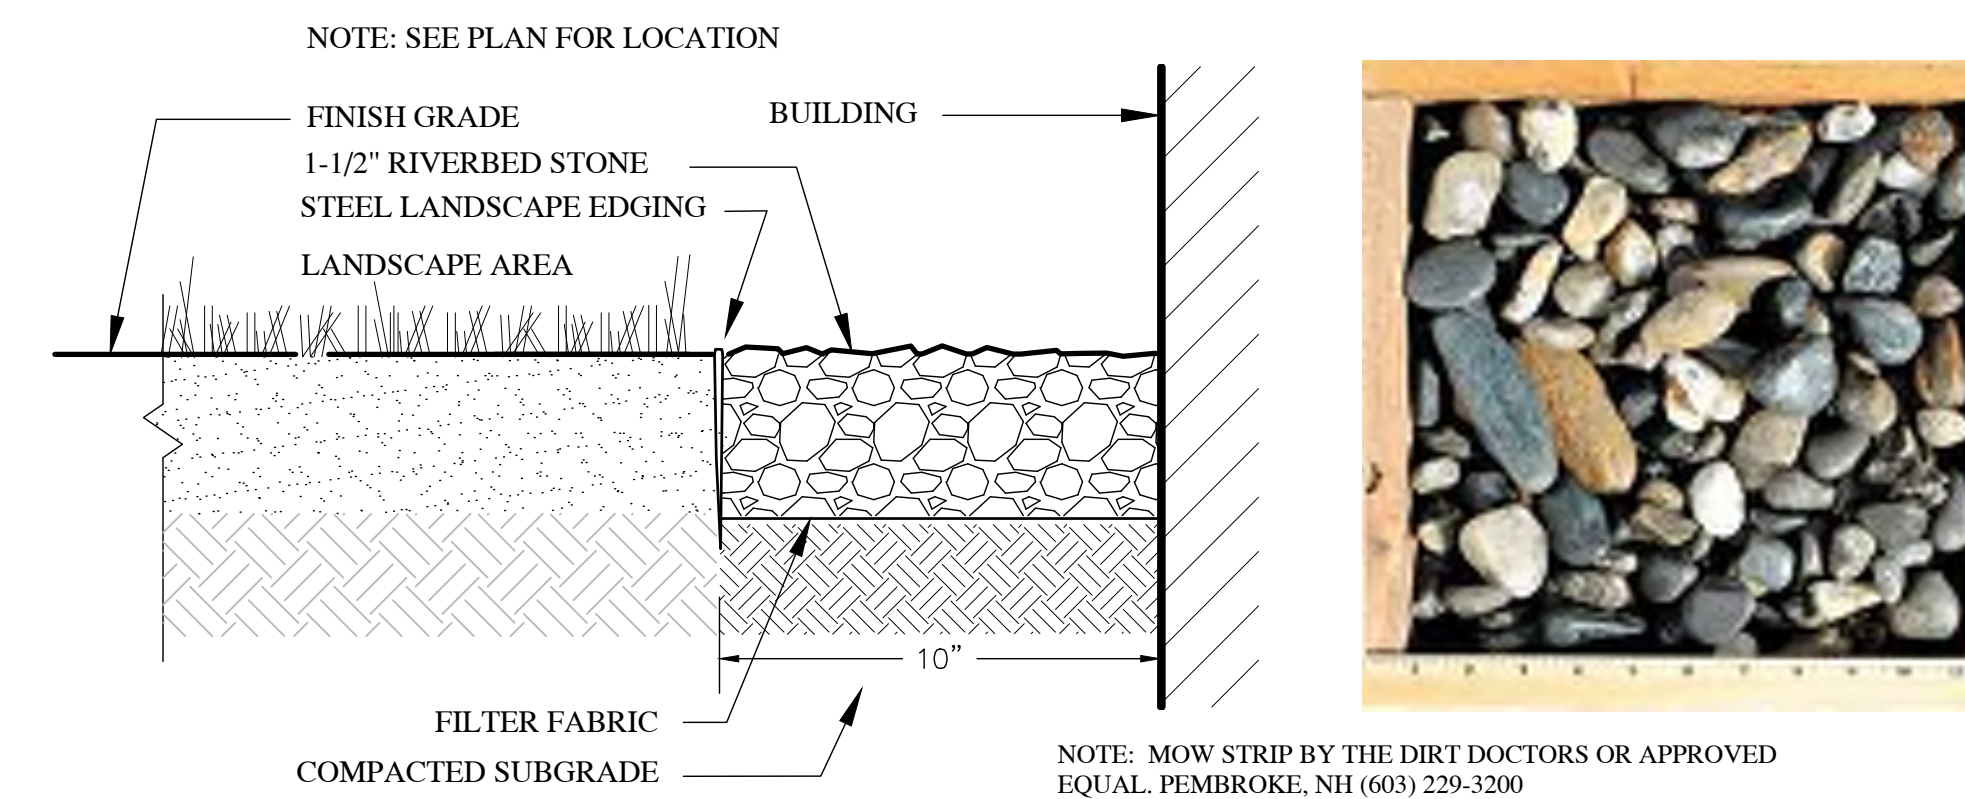 NOTE: SEE PLAN FOR LOCATION
FINISH GRADE
BUILDING
1-1/2" RIVERBED STONE
STEEL LANDSCAPE EDGING
LANDSCAPE AREA
10”
FILTER FABRIC
COMPACTED SUBGRADE
NOTE:  MOW STRIP BY THE DIRT DOCTORS OR APPROVED
EQUAL. PEMBROKE, NH (603) 229-3200